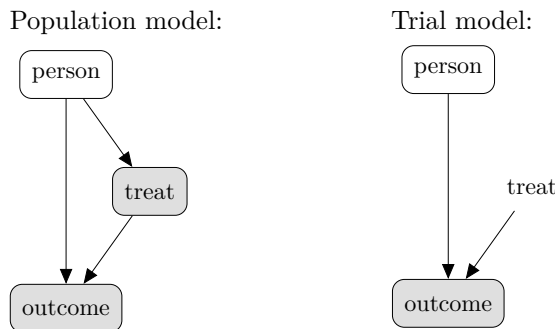 Population model:
person
treat
outcome
Trial model:
person
treat
outcome